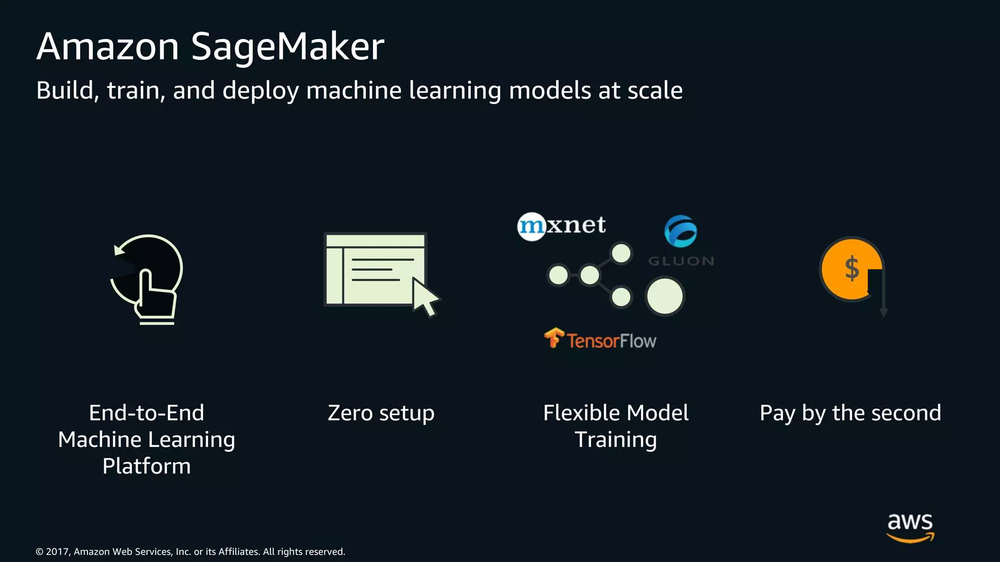 Amazon SageMaker
Build, train, and deploy machine learning models at scale
mxnet
GLUON
$
TensorFlow
End-to-End
Machine Learning
Platform
Zero setup
Flexible Model
Training
Pay by the second
aws
© 2017, Amazon Web Services, Inc. or its Affiliates. All rights reserved.